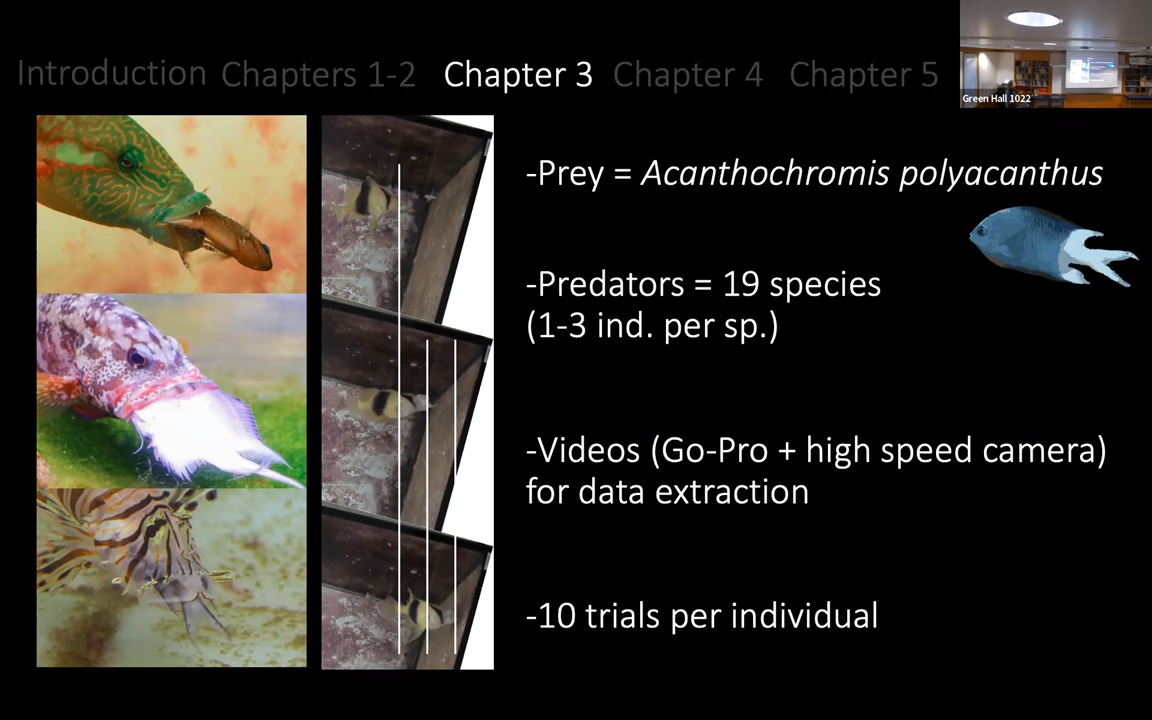 Introduction Chapters 1-2 Chapter 3 Chapter 4 Chapter 5
Green Hall 1022
-Prey = Acanthochromis polyacanthus
-Predators = 19 species
(1-3 ind. per sp.)
-Videos (Go-Pro + high speed camera)
for data extraction
-10 trials per individual